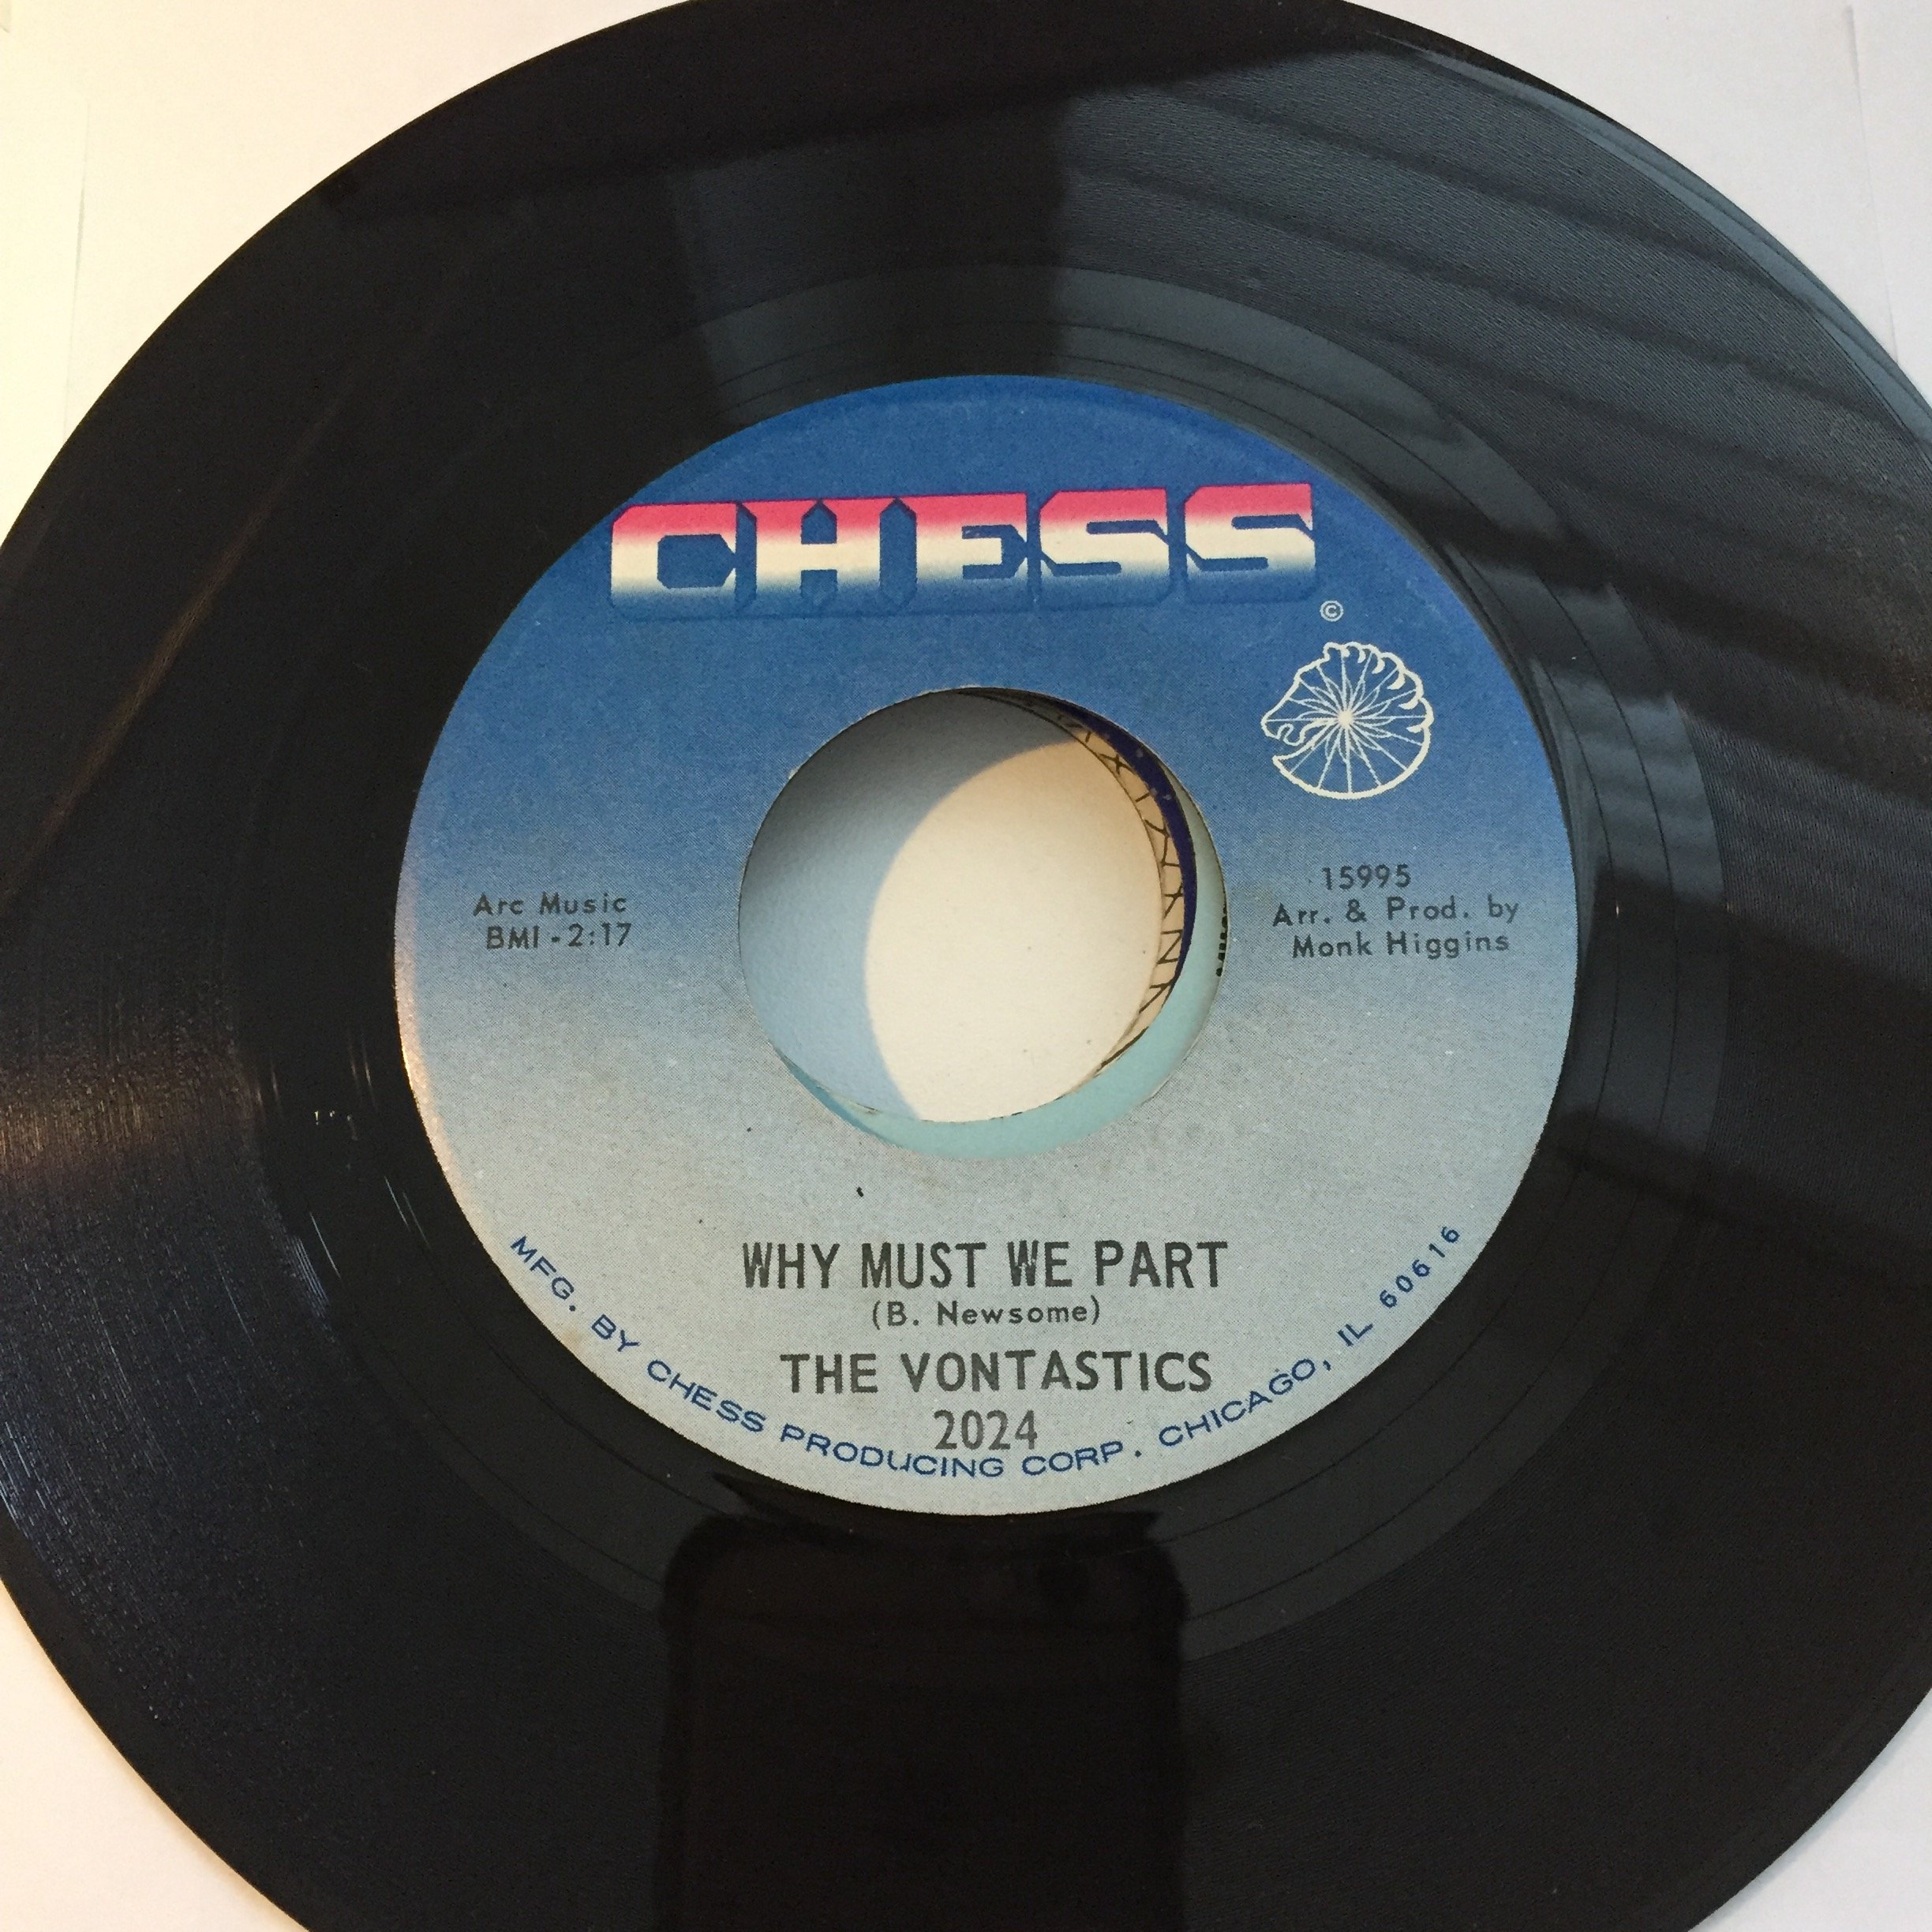 CHESS
©
Arc Music
BMI - 2:17
15995
Arr. & Prod. by
Monk Higgins
WHY MUST WE PART
(B. Newsome)
THE VONTASTICS
2024
MFG. BY CHESS PRODUCING CORP. CHICAGO, IL 60616